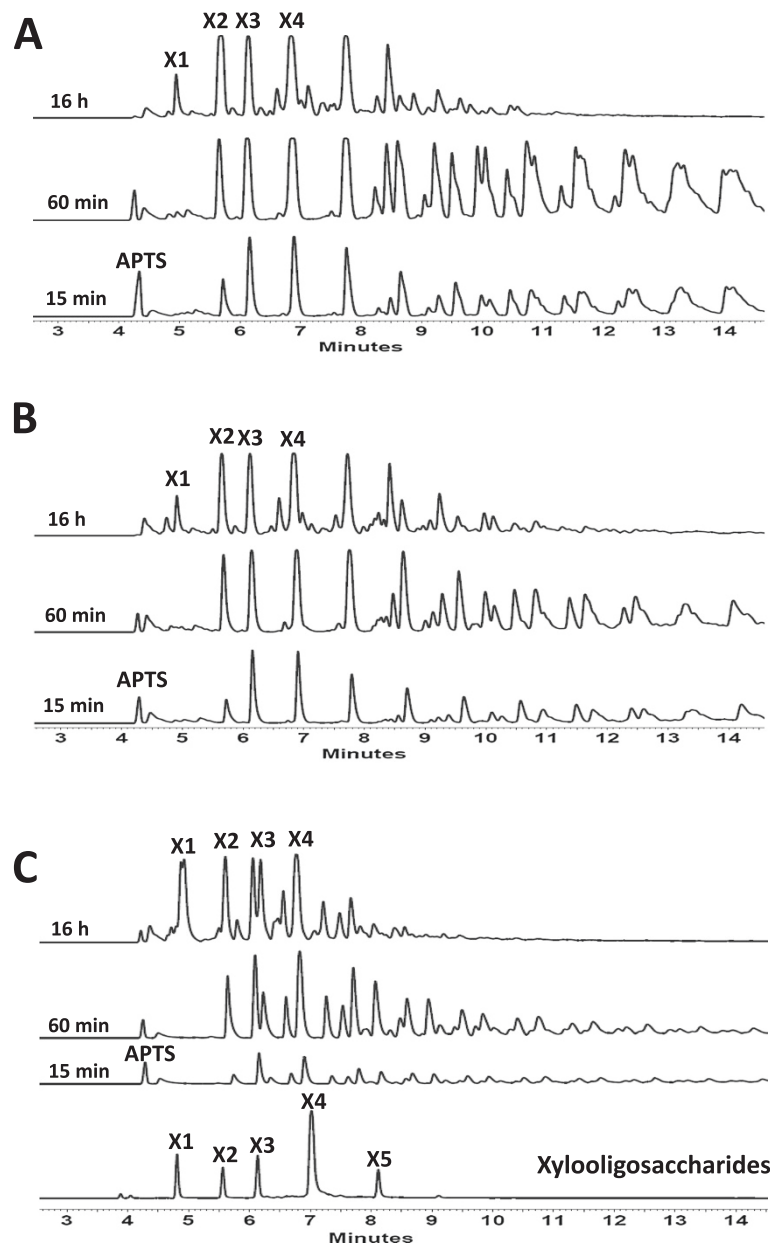 A
X1 X2 X3 X4
16 h
60 min
APTS
15 min
3 4 5 6 7 8 9 10 11 12 13 14
Minutes
B
X1 X2 X3 X4
16 h
60 min
APTS
15 min
3 4 5 6 7 8 9 10 11 12 13 14
Minutes
C
X1 X2 X3 X4
16 h
60 min
APTS
15 min
X1 X2 X3 X4 X5
Xylooligosaccharides
3 4 5 6 7 8 9 10 11 12 13 14
Minutes